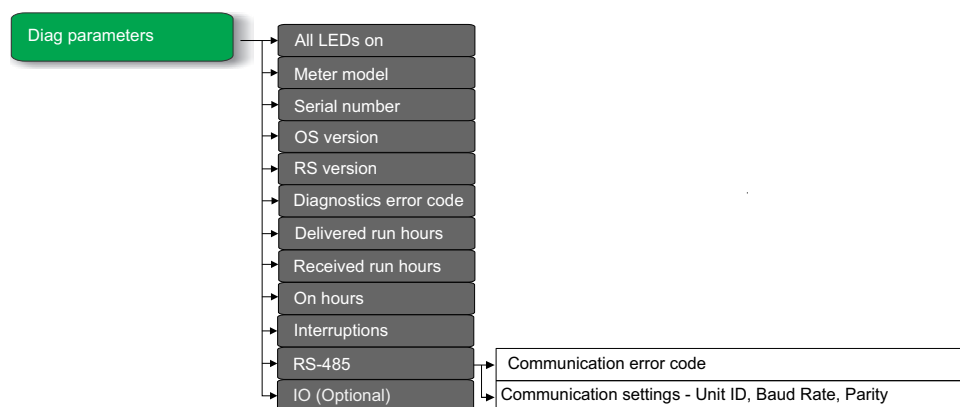 Diag parameters
All LEDs on
Meter model
Serial number
OS version
RS version
Diagnostics error code
Delivered run hours
Received run hours
On hours
Interruptions
RS-485
Communication error code
IO (Optional)
Communication settings - Unit ID, Baud Rate, Parity